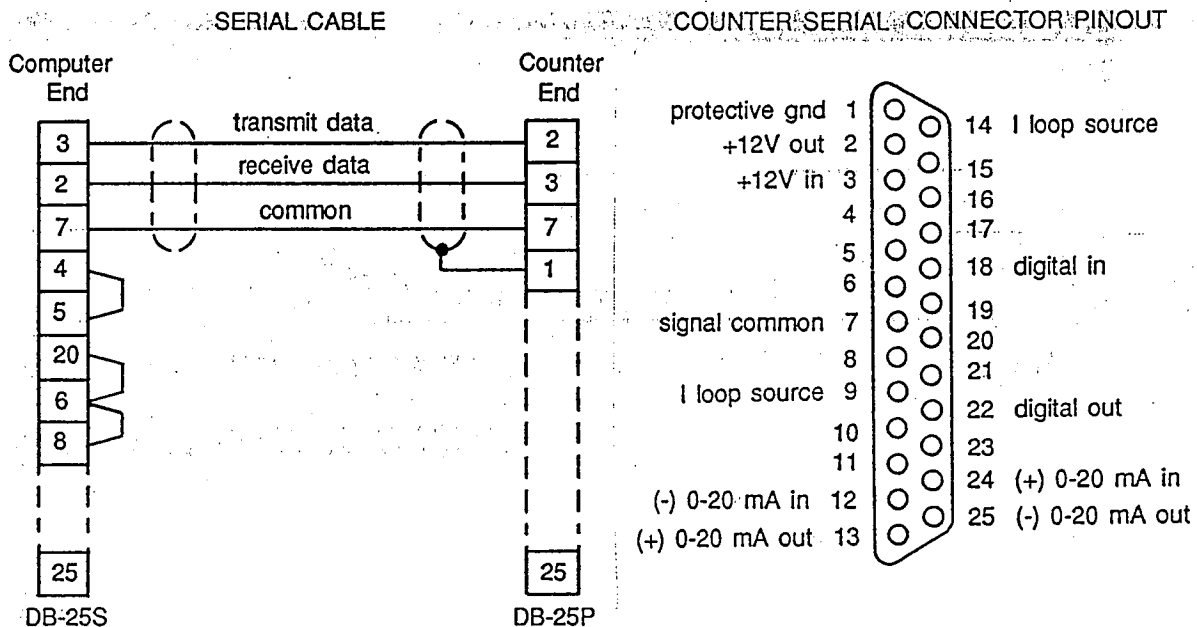 SERIAL CABLE
Computer
End
Counter
End
3
2
7
4
5
20
6
8
25
DB-25S
transmit data
receive data
common
2
3
7
1
25
DB-25P
COUNTER SERIAL CONNECTOR PINOUT
protective gnd 1
+12V out 2
+12V in 3
4
5
6
signal common 7
8
I loop source 9
10
11
(-) 0-20 mA in 12
(+) 0-20 mA out 13
14 I loop source
15
16
17
18 digital in
19
20
21
22 digital out
23
24 (+) 0-20 mA in
25 (-) 0-20 mA out